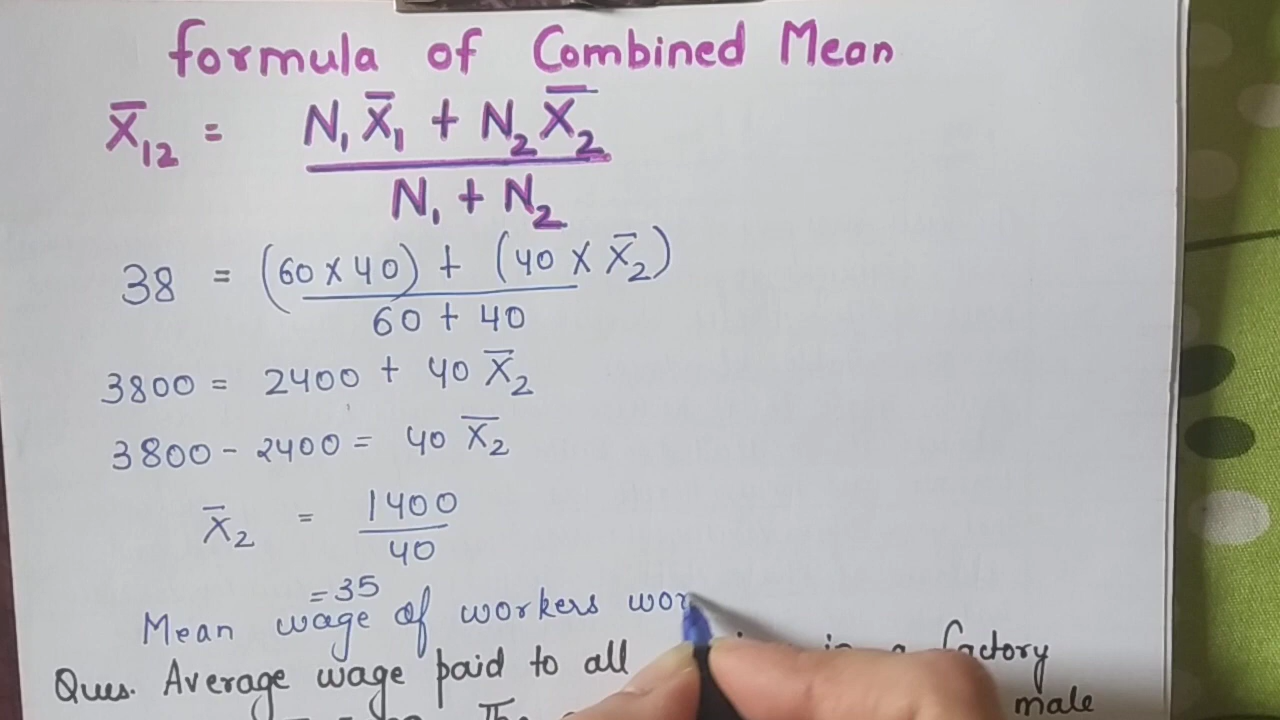 formula of Combined Mean
X̄₁₂ = N₁X̄₁ + N₂X̄₂
N₁ + N₂
38 = (60 × 40) + (40 × X̄₂)
60 + 40
3800 = 2400 + 40 X̄₂
3800 - 2400 = 40 X̄₂
X̄₂ = 1400
40
= 35
Mean wage of workers wor
Ques. Average wage paid to all in a factory
male